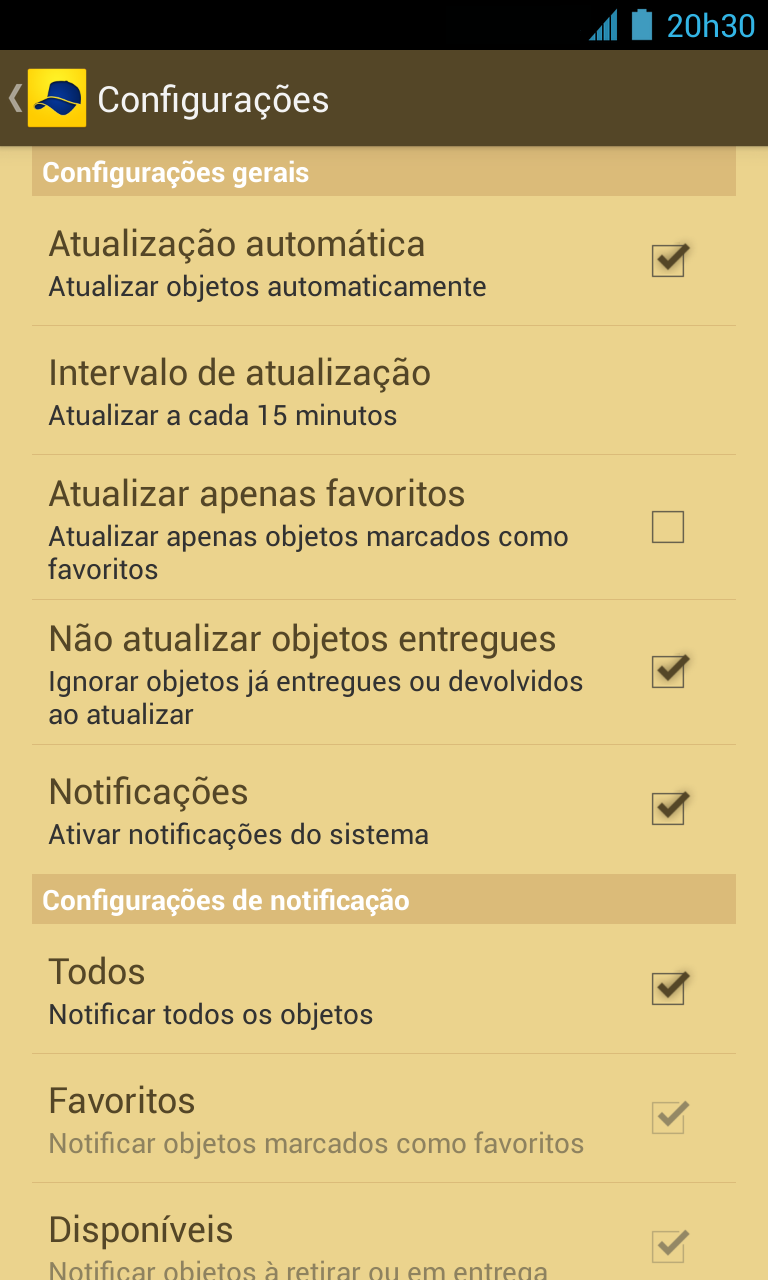 20h30
Configurações
Configurações gerais
Atualização automática
Atualizar objetos automaticamente
Intervalo de atualização
Atualizar a cada 15 minutos
Atualizar apenas favoritos
Atualizar apenas objetos marcados como
favoritos
Não atualizar objetos entregues
Ignorar objetos já entregues ou devolvidos
ao atualizar
Notificações
Ativar notificações do sistema
Configurações de notificação
Todos
Notificar todos os objetos
Favoritos
Notificar objetos marcados como favoritos
Disponíveis
Notificar objetos à retirar ou em entrega